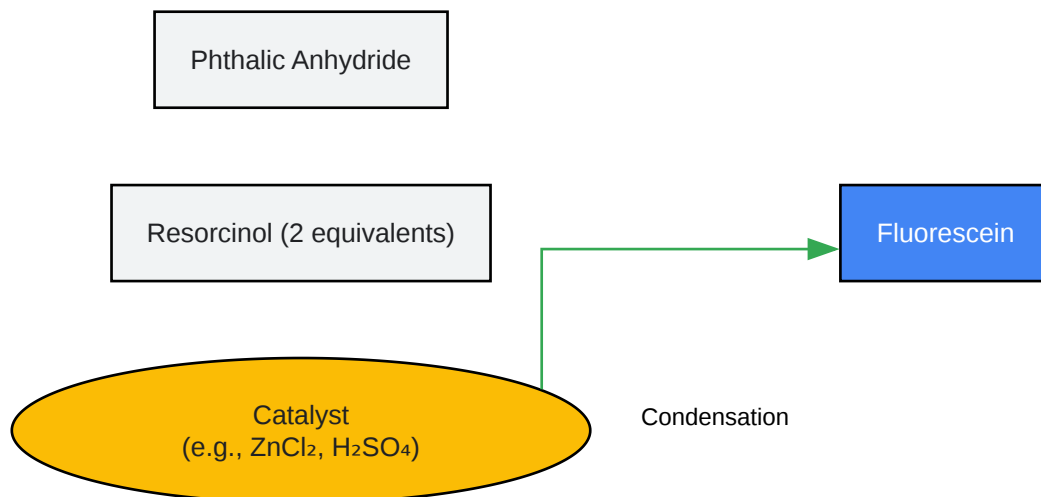 Phthalic Anhydride
Resorcinol (2 equivalents)
Fluorescein
Catalyst
(e.g., ZnCl₂, H₂SO₄)
Condensation